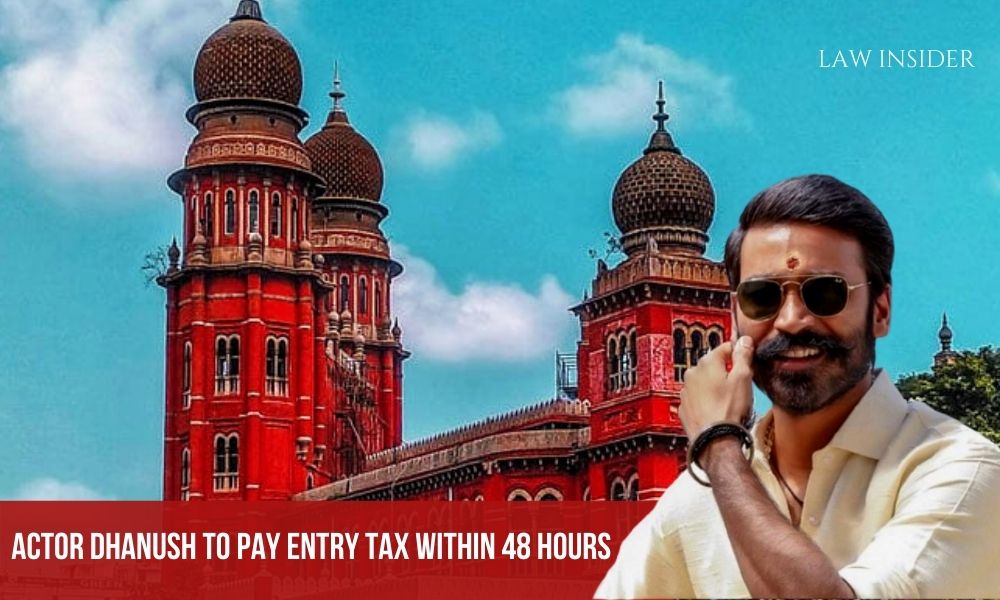 LAW INSIDER
ACTOR DHANUSH TO PAY ENTRY TAX WITHIN 48 HOURS